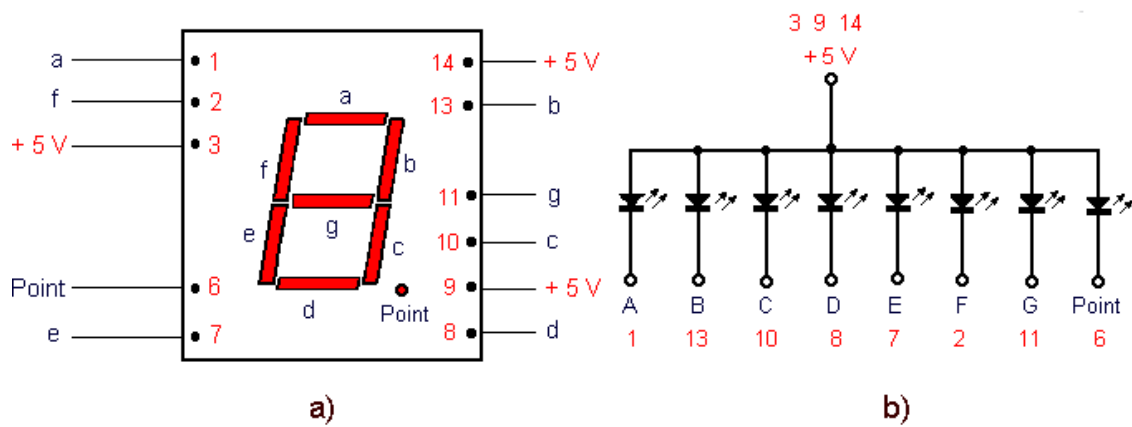 a 1
f 2
+ 5 V 3
Point 6
e 7
14 + 5 V
13 b
11 g
10 c
9 + 5 V
8 d
a
f
b
g
e
c
d
Point
a)
3 9 14
+ 5 V
A B C D E F G Point
1 13 10 8 7 2 11 6
b)